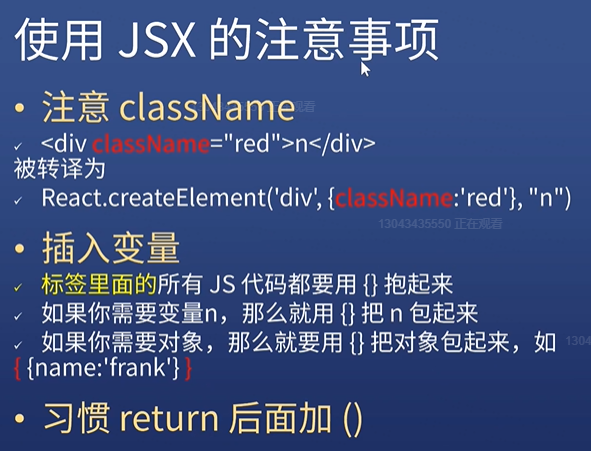 使用 JSX 的注意事项
• 注意 className
✓ <div className="red">n</div>
被转译为
✓ React.createElement('div', {className:'red'}, "n")
13043435550 正在观看
• 插入变量
✓ 标签里面的所有 JS 代码都要用 {} 抱起来
✓ 如果你需要变量n，那么就用 {} 把 n 包起来
✓ 如果你需要对象，那么就要用 {} 把对象包起来，如
{ {name:'frank'} }
• 习惯 return 后面加 ()